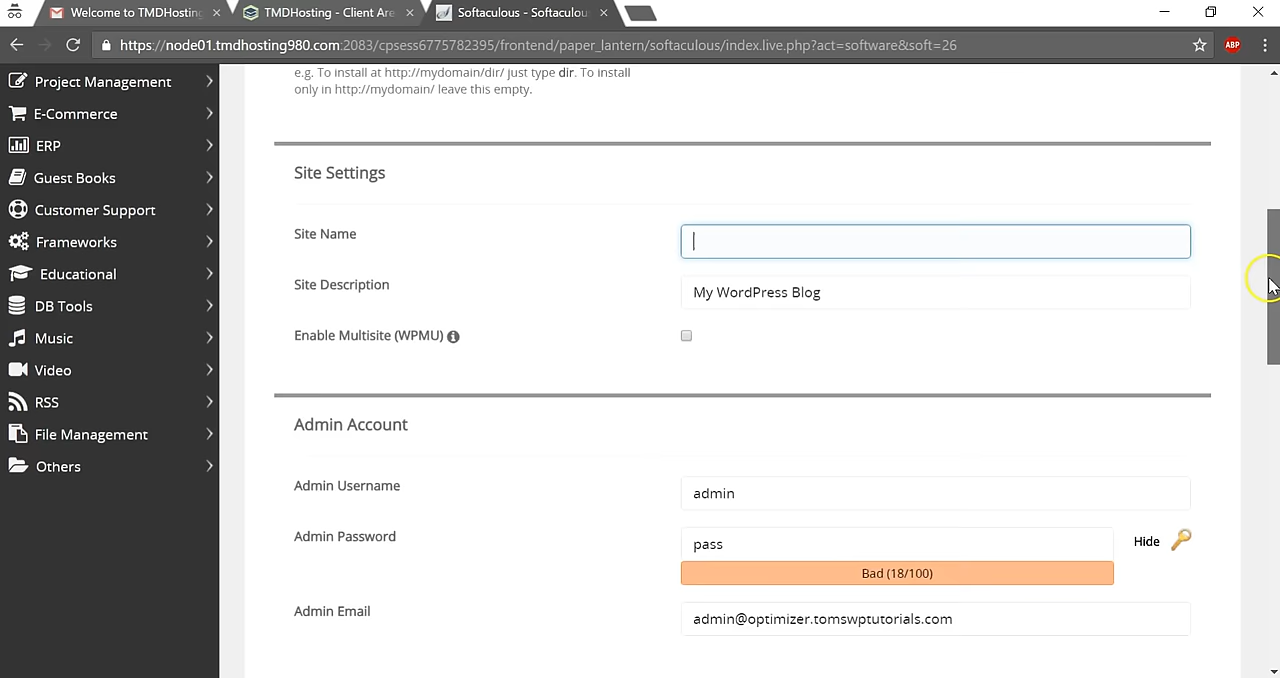 Welcome to TMDHosting
TMDHosting - Client Are
Softaculous - Softaculou
https://node01.tmdhosting980.com:2083/cpsess6775782395/frontend/paper_lantern/softaculous/index.live.php?act=software&soft=26
ABP
Project Management
E-Commerce
ERP
Guest Books
Customer Support
Frameworks
Educational
DB Tools
Music
Video
RSS
File Management
Others
e.g. To install at http://mydomain/dir/ just type dir. To install
only in http://mydomain/ leave this empty.
Site Settings
Site Name
Site Description
My WordPress Blog
Enable Multisite (WPMU)
Admin Account
Admin Username
admin
Admin Password
pass
Hide
Bad (18/100)
Admin Email
admin@optimizer.tomswptutorials.com